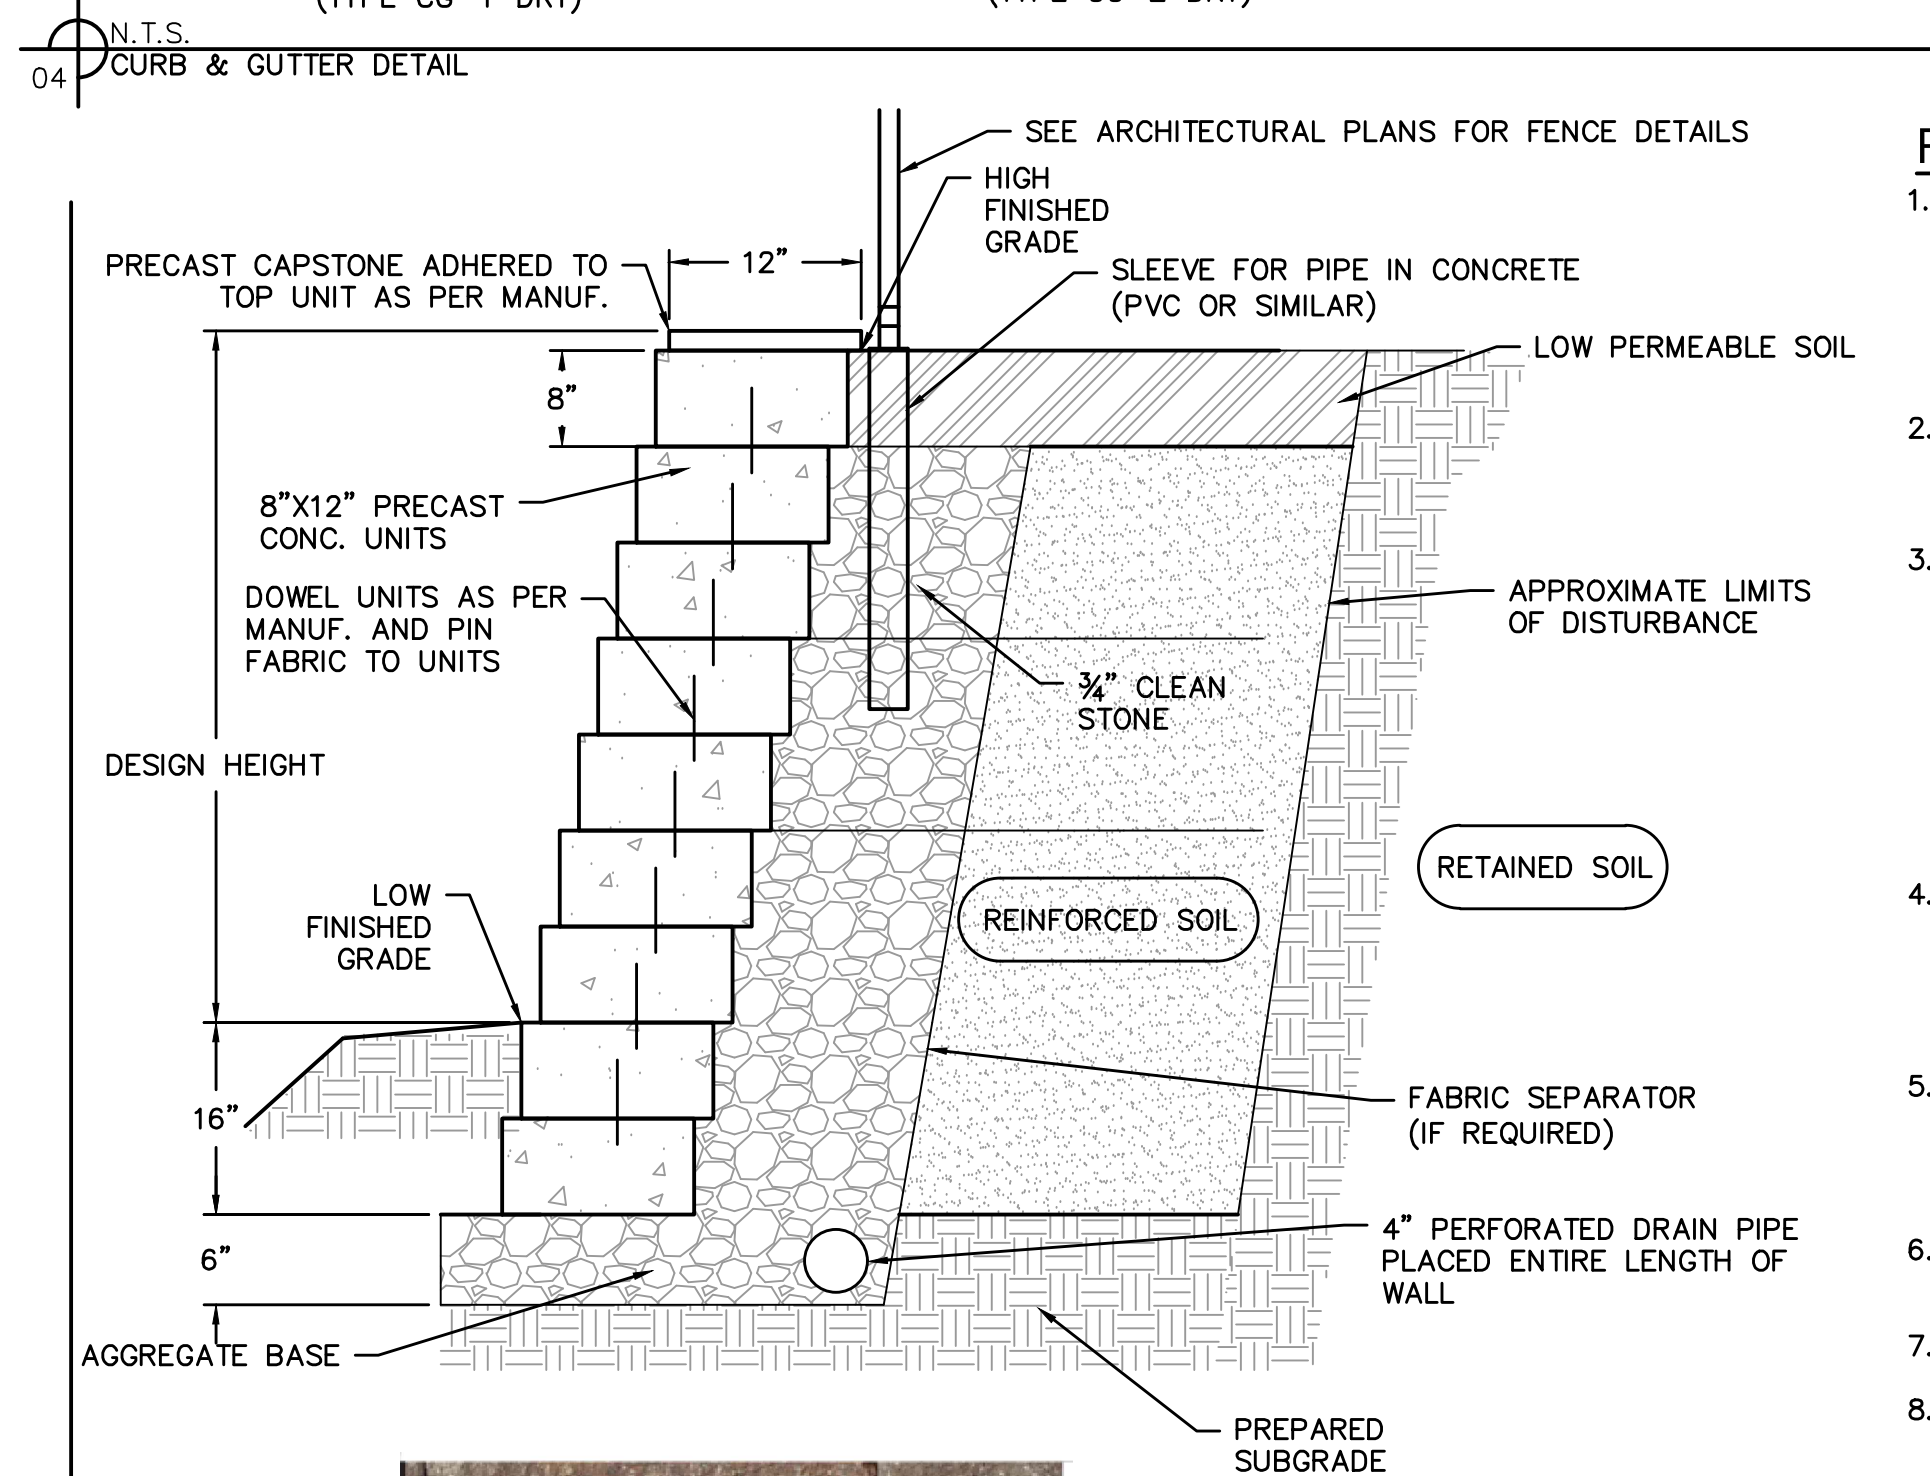 N.T.S.
04
CURB & GUTTER DETAIL
SEE ARCHITECTURAL PLANS FOR FENCE DETAILS
HIGH
FINISHED
GRADE
PRECAST CAPSTONE ADHERED TO
TOP UNIT AS PER MANUF.
12"
SLEEVE FOR PIPE IN CONCRETE
(PVC OR SIMILAR)
LOW PERMEABLE SOIL
8"
8"X12" PRECAST
CONC. UNITS
DOWEL UNITS AS PER
MANUF. AND PIN
FABRIC TO UNITS
APPROXIMATE LIMITS
OF DISTURBANCE
¾" CLEAN
STONE
DESIGN HEIGHT
RETAINED SOIL
REINFORCED SOIL
LOW
FINISHED
GRADE
16"
FABRIC SEPARATOR
(IF REQUIRED)
6"
4" PERFORATED DRAIN PIPE
PLACED ENTIRE LENGTH OF
WALL
AGGREGATE BASE
PREPARED
SUBGRADE
1.
2.
3.
4.
5.
6.
7.
8.